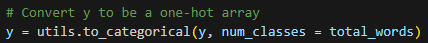 # Convert y to be a one-hot array
y = utils.to_categorical(y, num_classes = total_words)